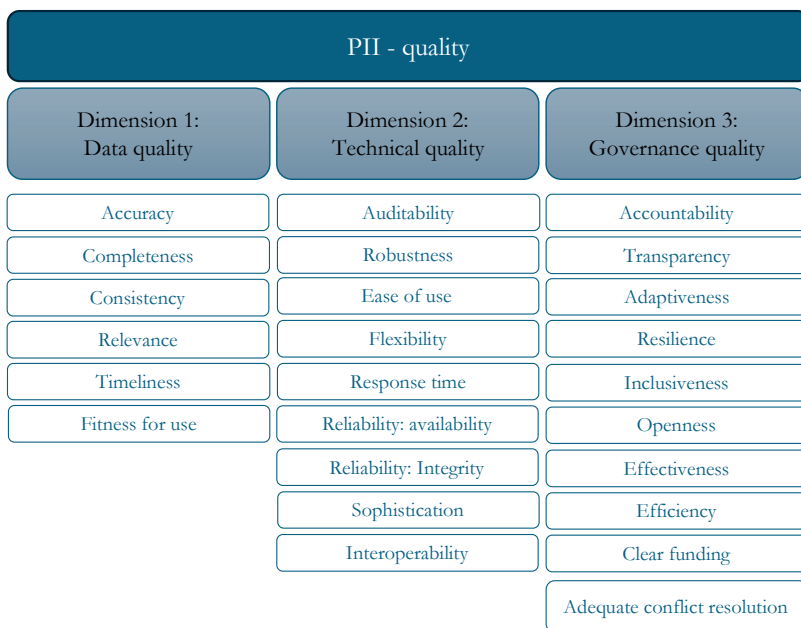 PII - quality
Dimension 1:
Data quality
Dimension 2:
Technical quality
Dimension 3:
Governance quality
Accuracy
Completeness
Consistency
Relevance
Timeliness
Fitness for use
Auditability
Robustness
Ease of use
Flexibility
Response time
Reliability: availability
Reliability: Integrity
Sophistication
Interoperability
Accountability
Transparency
Adaptiveness
Resilience
Inclusiveness
Openness
Effectiveness
Efficiency
Clear funding
Adequate conflict resolution